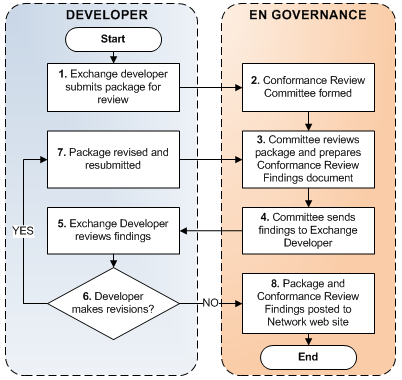 DEVELOPER
EN GOVERNANCE
Start
1. Exchange developer
submits package for
review
2. Conformance Review
Committee formed
7. Package revised and
resubmitted
3. Committee reviews
package and prepares
Conformance Review
Findings document
5. Exchange Developer
reviews findings
4. Committee sends
findings to Exchange
Developer
YES
6. Developer
makes revisions?
NO
8. Package and
Conformance Review
Findings posted to
Network web site
End